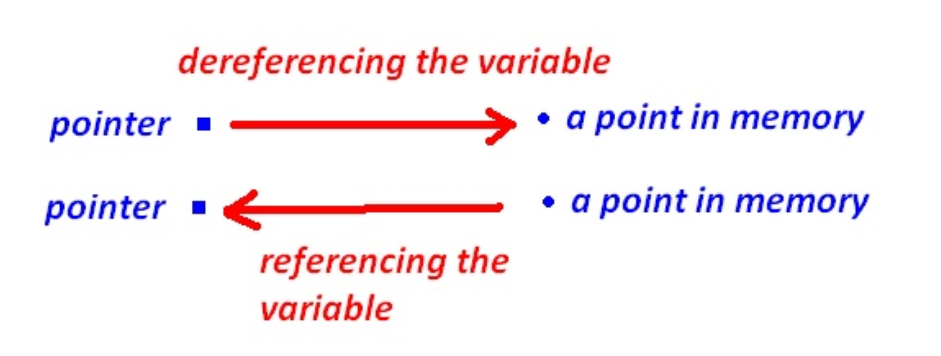 dereferencing the variable
pointer a point in memory
pointer a point in memory
referencing the
variable